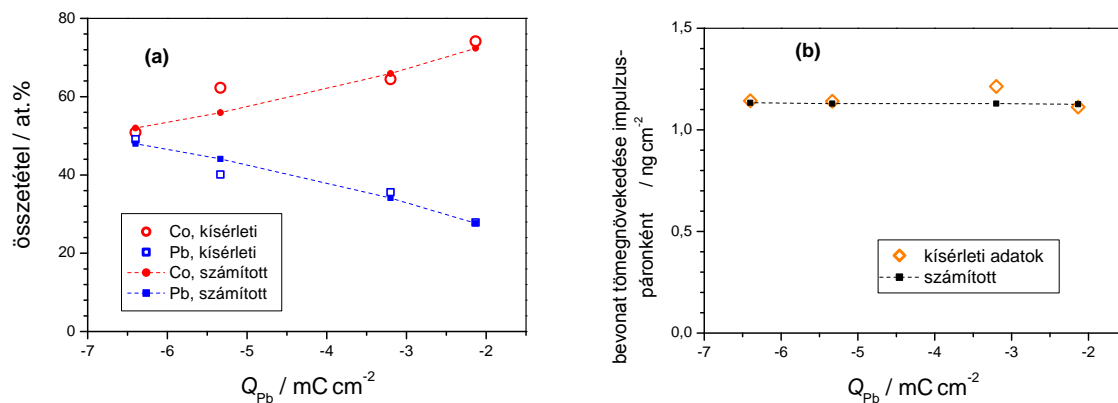 (a)
összetétel / at.%
80
60
40
20
0
Co, kísérleti
Pb, kísérleti
Co, számított
Pb, számított
-7
-6
-5
-4
-3
-2
Q_Pb / mC cm⁻²
(b)
bevonat tömegnövekedése impulzus-
páronként / ng cm⁻²
1,5
1,0
0,5
0,0
kísérleti adatok
számított
-7
-6
-5
-4
-3
-2
Q_Pb / mC cm⁻²